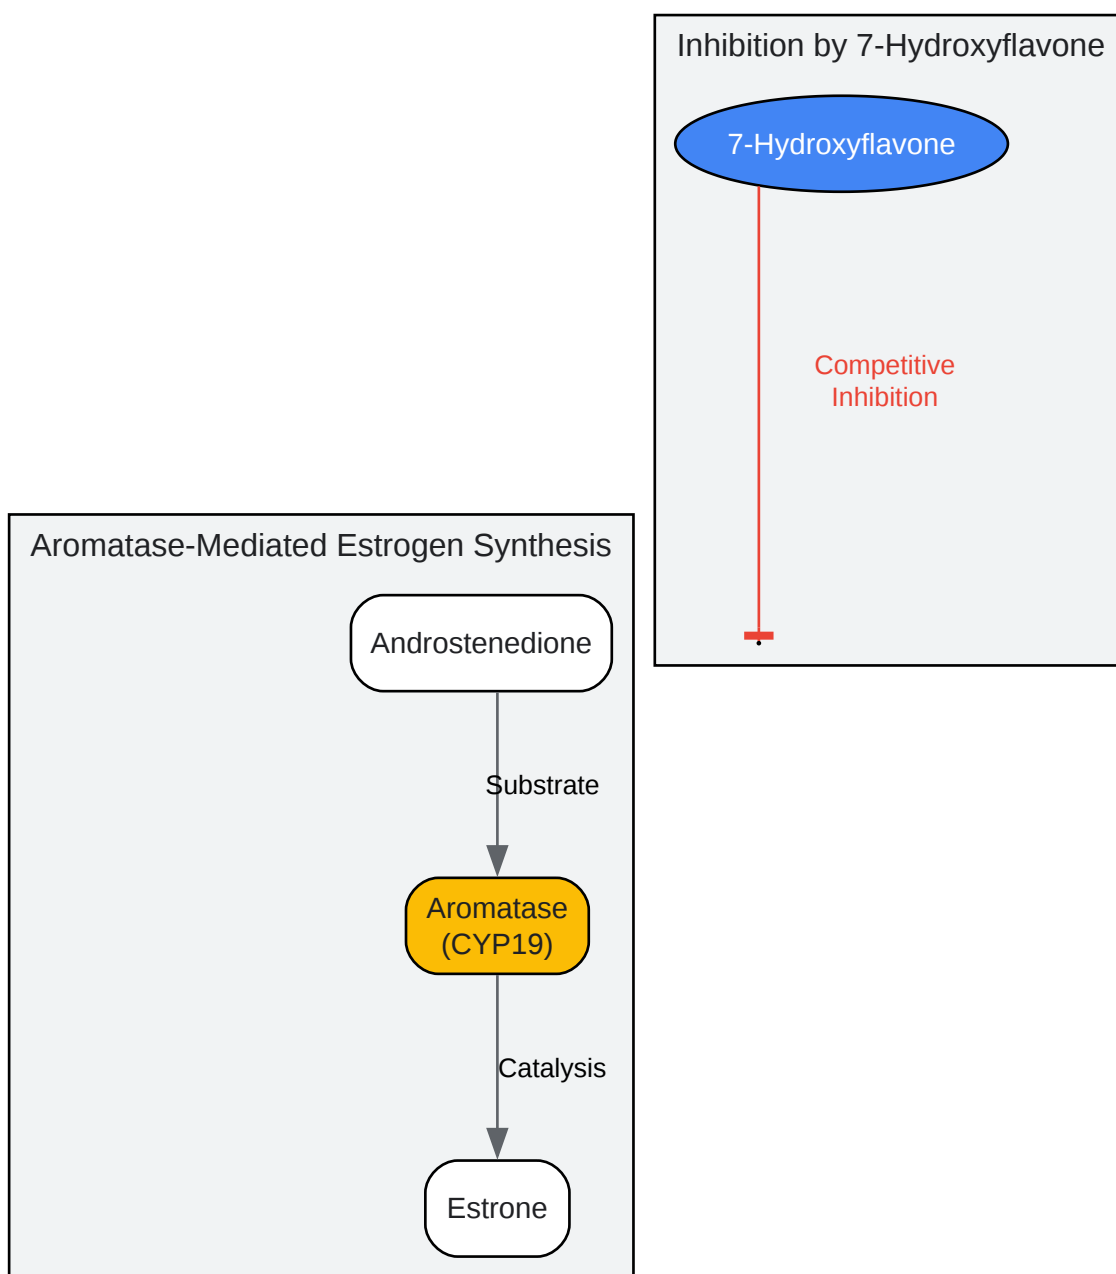 Inhibition by 7-Hydroxyflavone
7-Hydroxyflavone
Competitive
Inhibition
Aromatase-Mediated Estrogen Synthesis
Androstenedione
Substrate
Aromatase
(CYP19)
Catalysis
Estrone